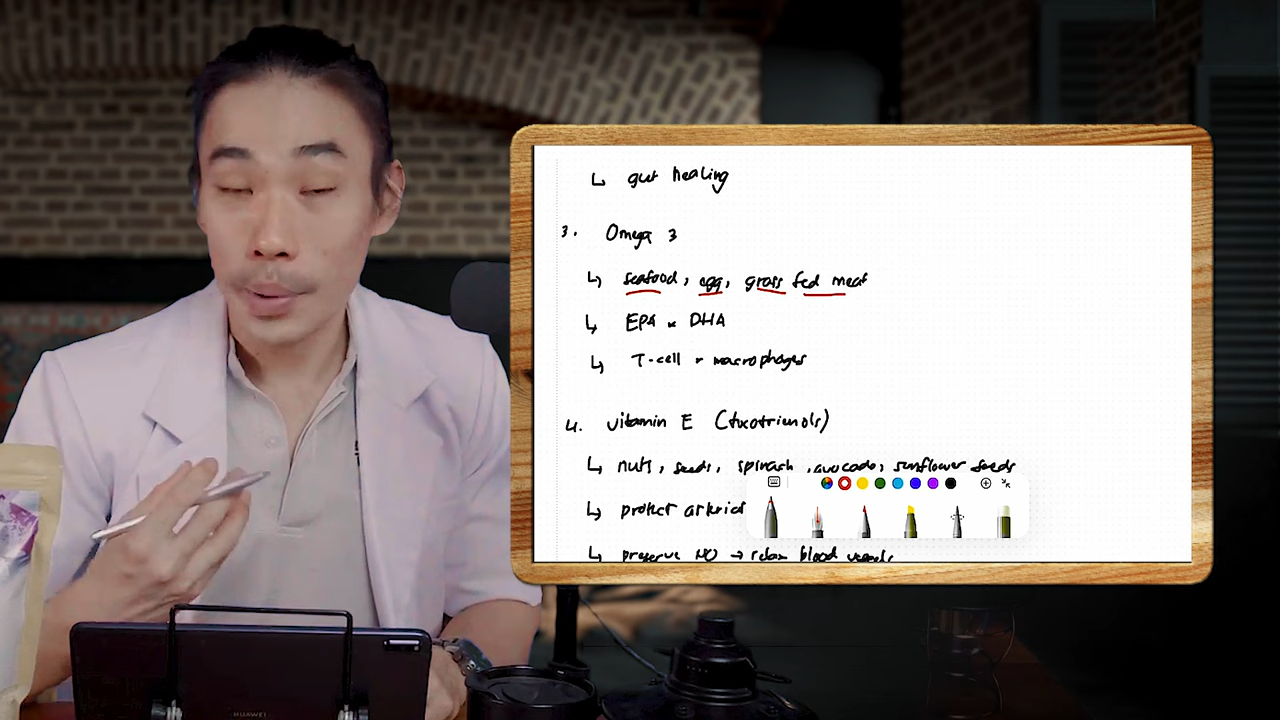 ↳ gut healing
3. Omega 3
↳ seafood, egg, grass fed meat
↳ EPA & DHA
↳ T-cell & macrophages
4. vitamin E (tocotrienols)
↳ nuts, seeds, spinach, avocado, sunflower seeds
↳ protect arteries
↳ preserve NO → relax blood vessels
HUAWEI